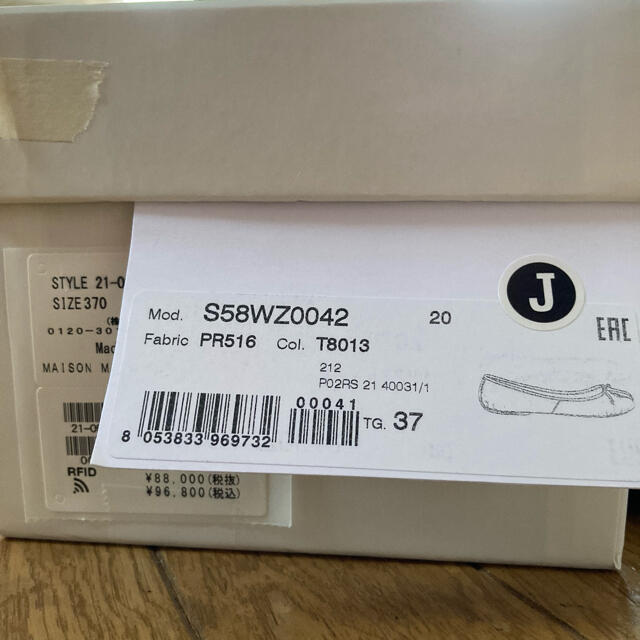 STYLE 21-0
SIZE 370
0120-30
MAISON M
21-0
RFID
¥88,000(税抜)
¥96,800(税込)
J
Mod. S58WZ0042 20
Fabric PR516 Col. T8013
EAC
212
P02RS 21 40031/1
00041
8 053833 969732
TG. 37